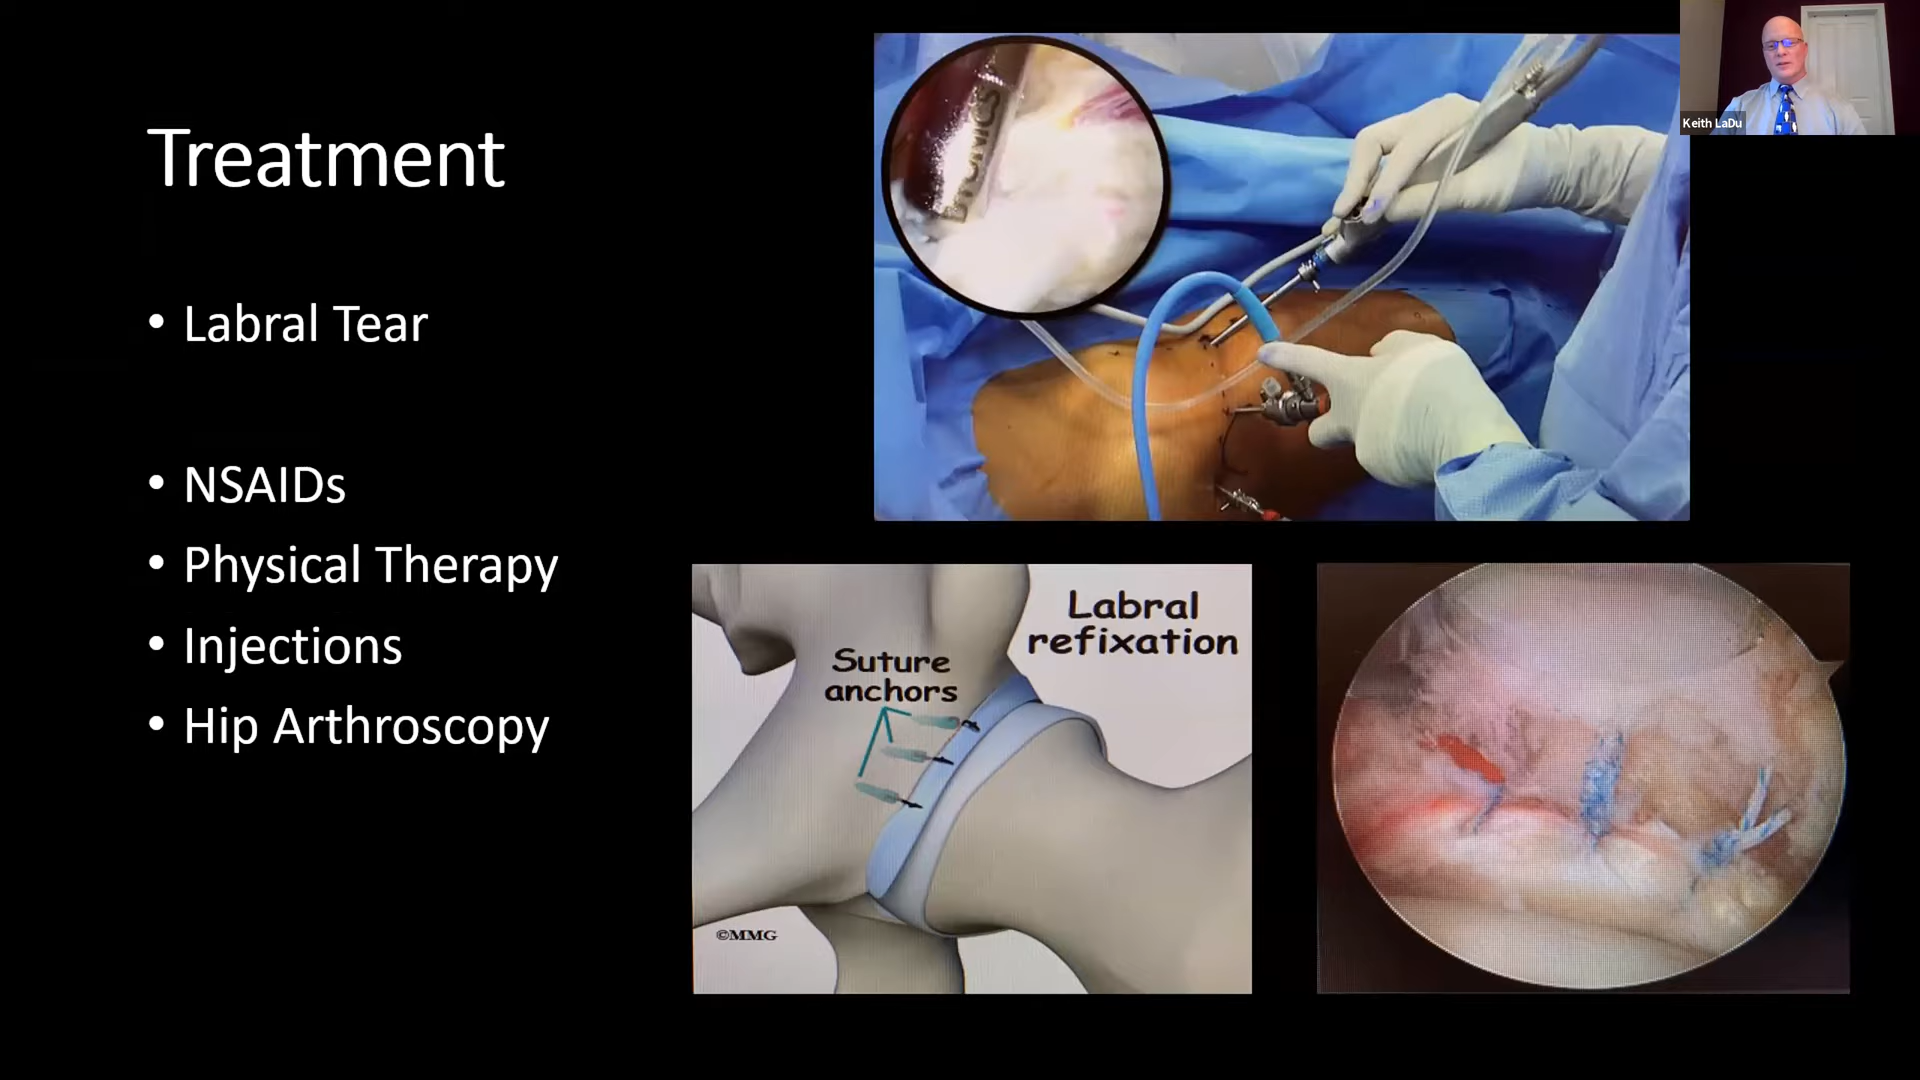 Treatment
• Labral Tear
• NSAIDs
• Physical Therapy
• Injections
• Hip Arthroscopy
Keith LaDu
Labral
refixation
Suture
anchors
©MMG